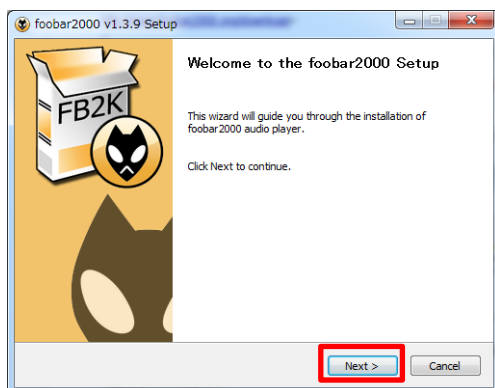 foobar2000 v1.3.9 Setup
FB2K
Welcome to the foobar2000 Setup
This wizard will guide you through the installation of
foobar2000 audio player.
Click Next to continue.
Next >
Cancel